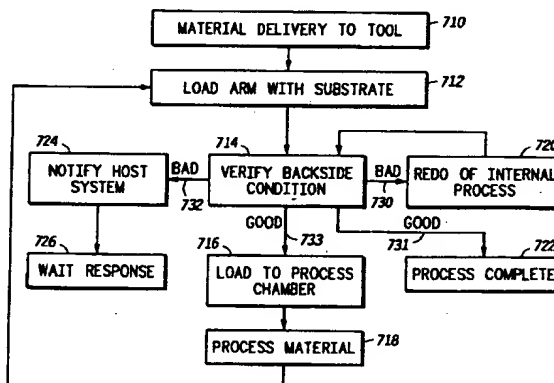 MATERIAL DELIVERY TO TOOL
710
LOAD ARM WITH SUBSTRATE
712
724
NOTIFY HOST
SYSTEM
BAD
732
714
VERIFY BACKSIDE
CONDITION
BAD
730
720
REDO OF INTERNAL
PROCESS
GOOD
733
GOOD
731
726
WAIT RESPONSE
716
LOAD TO PROCESS
CHAMBER
722
PROCESS COMPLETE
PROCESS MATERIAL
718